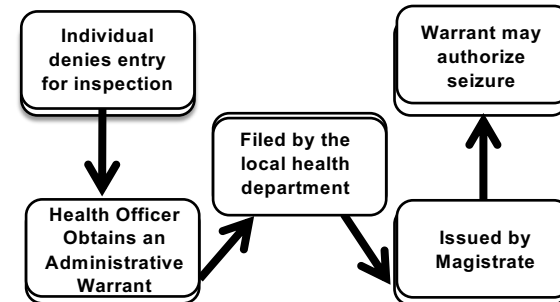 Individual
denies entry
for inspection
Health Officer
Obtains an
Administrative
Warrant
Filed by the
local health
department
Issued by
Magistrate
Warrant may
authorize
seizure